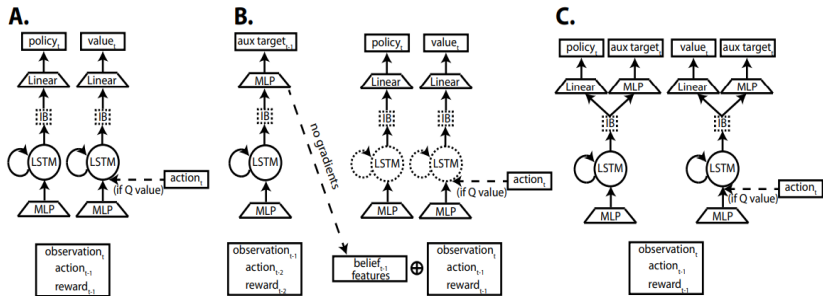 A.
policy_t
value_t
Linear
Linear
IB
IB
LSTM
LSTM
action_t
(if Q value)
MLP
MLP
observation_t
action_t-1
reward_t-1
B.
aux target_t-1
policy_t
value_t
MLP
Linear
Linear
IB
IB
IB
no gradients
LSTM
LSTM
LSTM
action_t
(if Q value)
MLP
observation_t-1
action_t-2
reward_t-2
belief_t-1
features
⊕
observation_t
action_t-1
reward_t-1
C.
policy_t
aux target_t
value_t
aux target_t
Linear
MLP
Linear
MLP
IB
IB
LSTM
LSTM
action_t
(if Q value)
MLP
MLP
observation_t
action_t-1
reward_t-1